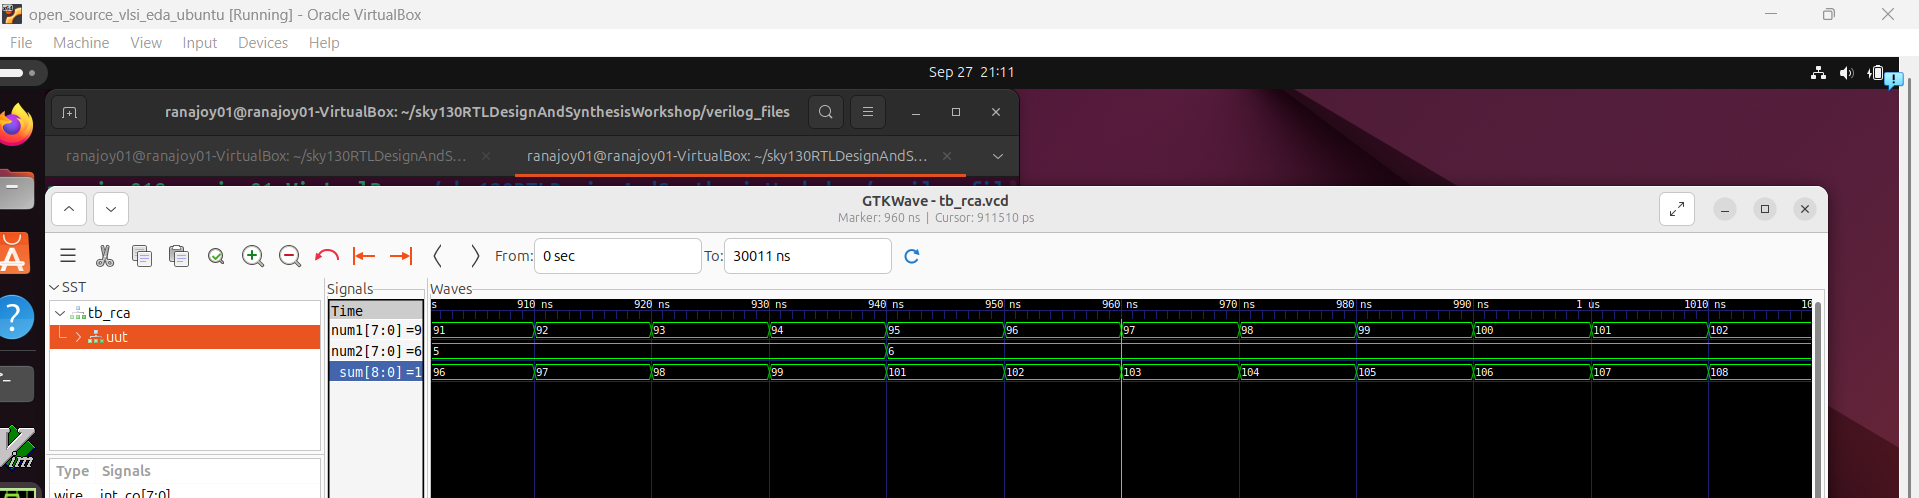 open_source_vlsi_eda_ubuntu [Running] - Oracle VirtualBox
File Machine View Input Devices Help
Sep 27 21:11
ranajoy01@ranajoy01-VirtualBox: ~/sky130RTLDesignAndSynthesisWorkshop/verilog_files
ranajoy01@ranajoy01-VirtualBox: ~/sky130RTLDesignAndS... ranajoy01@ranajoy01-VirtualBox: ~/sky130RTLDesignAndS...
GTKWave - tb_rca.vcd
Marker: 960 ns | Cursor: 911510 ps
From: 0 sec To: 30011 ns
SST
tb_rca
uut
Type Signals
wire int_co[7:0]
Signals
Time
num1[7:0] =9
num2[7:0] =6
sum[8:0] =1
Waves
s 910 ns 920 ns 930 ns 940 ns 950 ns 960 ns 970 ns 980 ns 990 ns 1 us 1010 ns 10
91 92 93 94 95 96 97 98 99 100 101 102
5 6
96 97 98 99 101 102 103 104 105 106 107 108